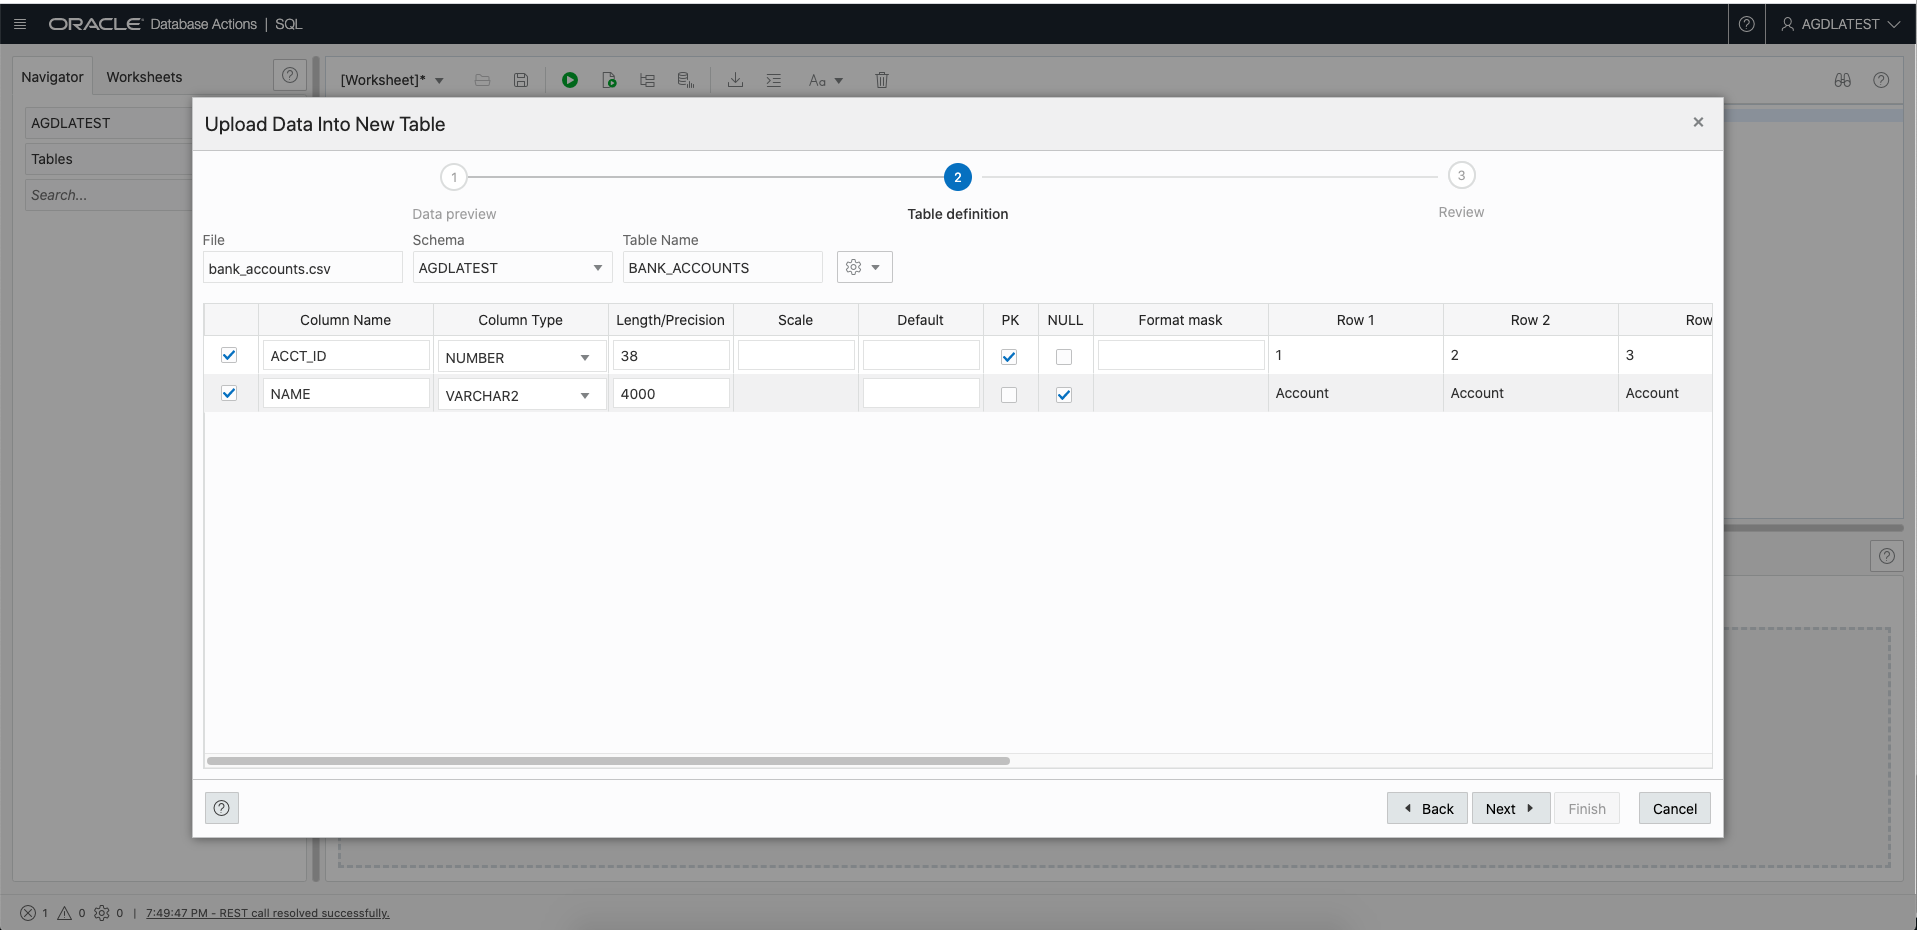 ORACLE Database Actions | SQL
? AGDLATEST
Navigator Worksheets ? [Worksheet]* Aa ?
AGDLATEST
Tables
Search...
Upload Data Into New Table ×
1 2 3
Data preview Table definition Review
File Schema Table Name
bank_accounts.csv AGDLATEST BANK_ACCOUNTS
Column Name Column Type Length/Precision Scale Default PK NULL Format mask Row 1 Row 2 Row
ACCT_ID NUMBER 38 1 2 3
NAME VARCHAR2 4000 Account Account Account
?
? Back Next Finish Cancel
1 0 0 | 7:49:47 PM - REST call resolved successfully.